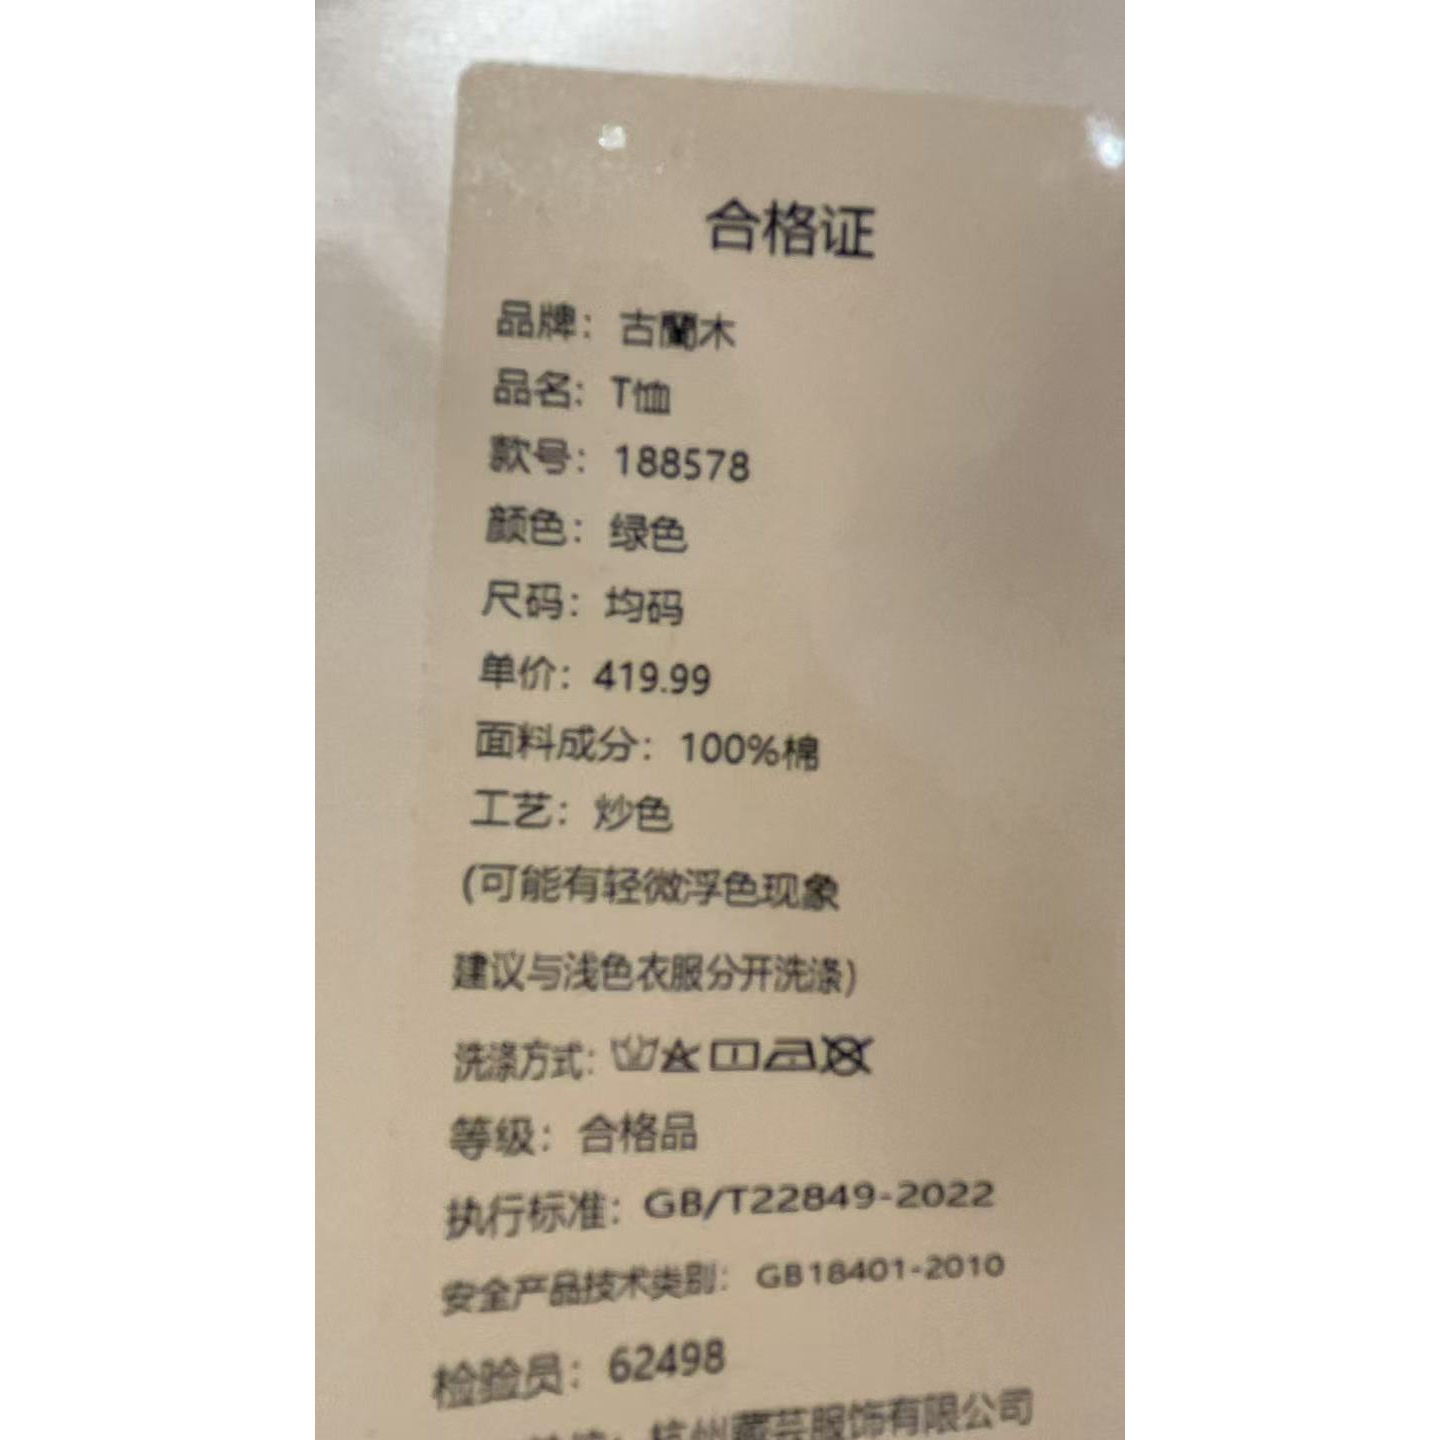 合格证
品牌：古蘭木
品名：T恤
款号：188578
颜色：绿色
尺码：均码
单价：419.99
面料成分：100%棉
工艺：炒色
(可能有轻微浮色现象
建议与浅色衣服分开洗涤)
洗涤方式：
等级：合格品
执行标准：GB/T22849-2022
安全产品技术类别：GB18401-2010
检验员：62498
杭州藏芸服饰有限公司